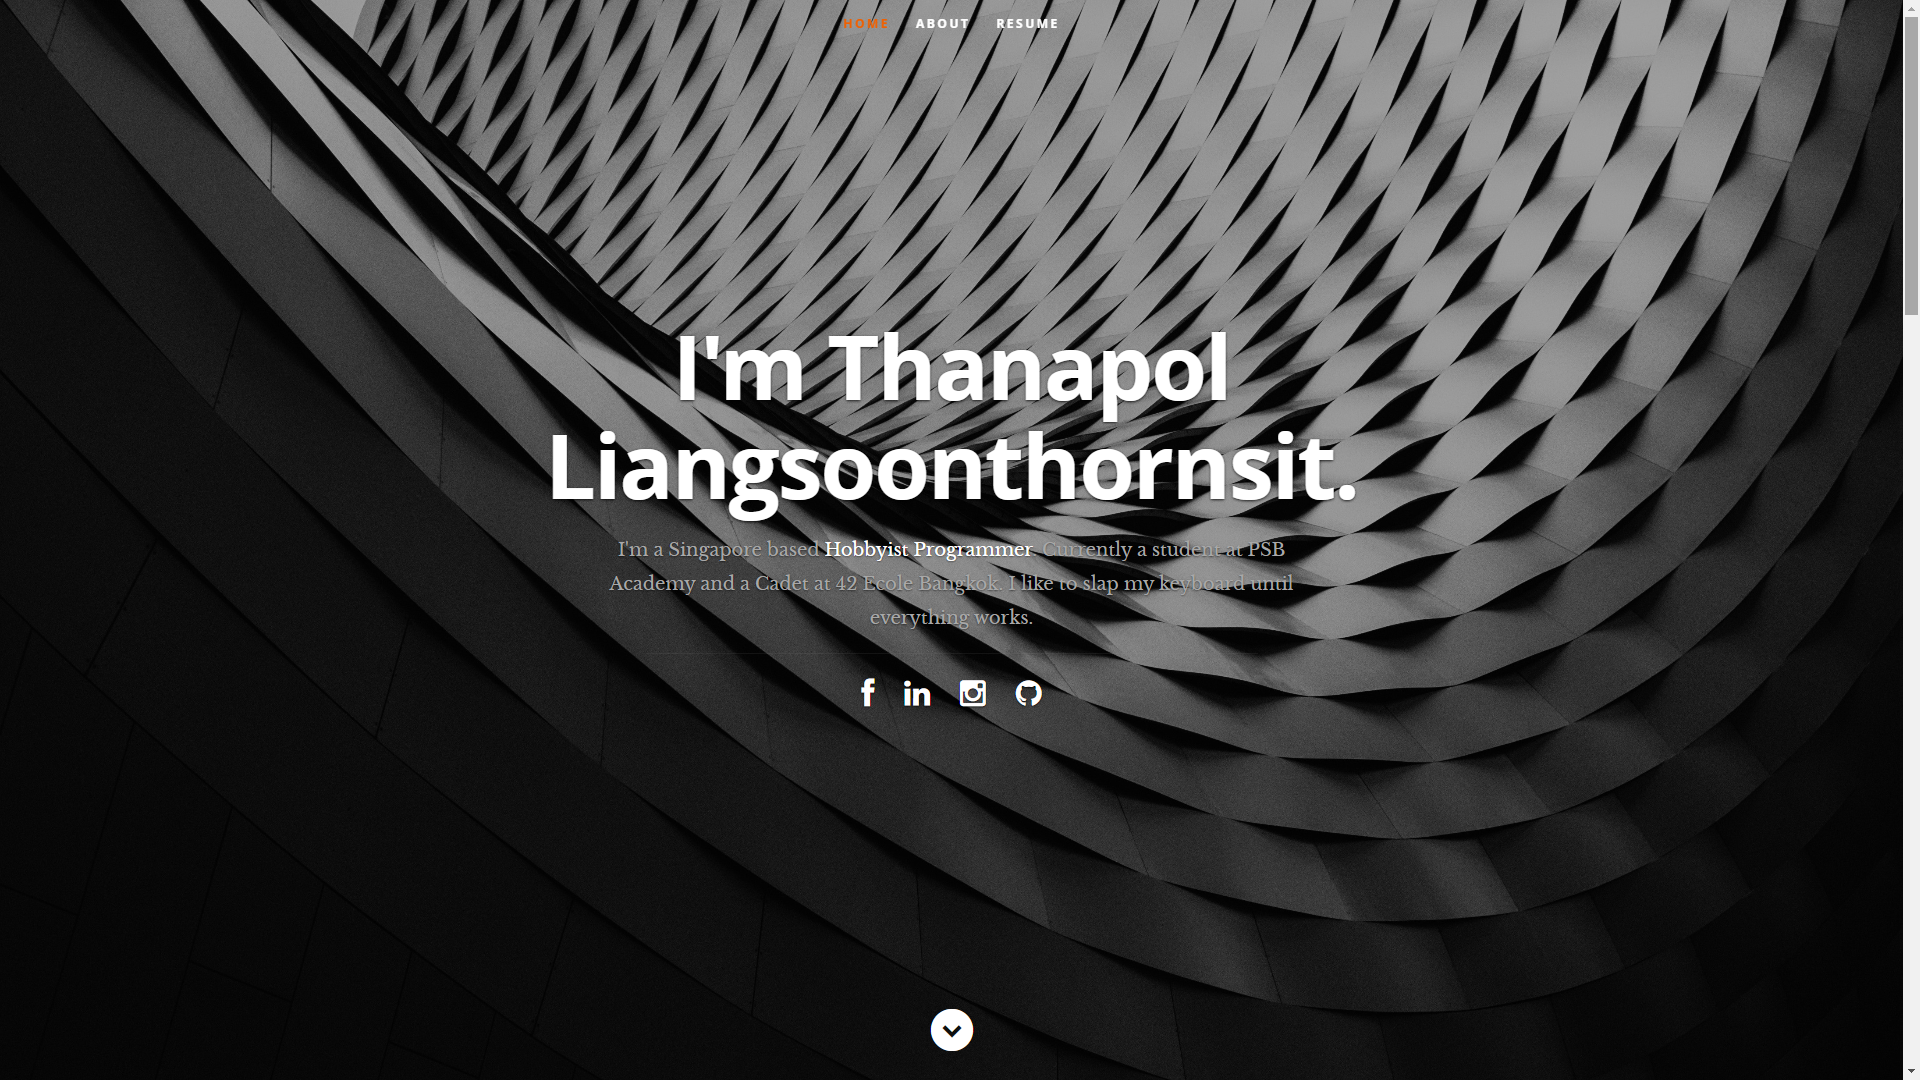 HOME ABOUT RESUME
I'm Thanapol
Liangsoonthornsit.
I'm a Singapore based Hobbyist Programmer. Currently a student at PSB
Academy and a Cadet at 42 Ecole Bangkok. I like to slap my keyboard until
everything works.